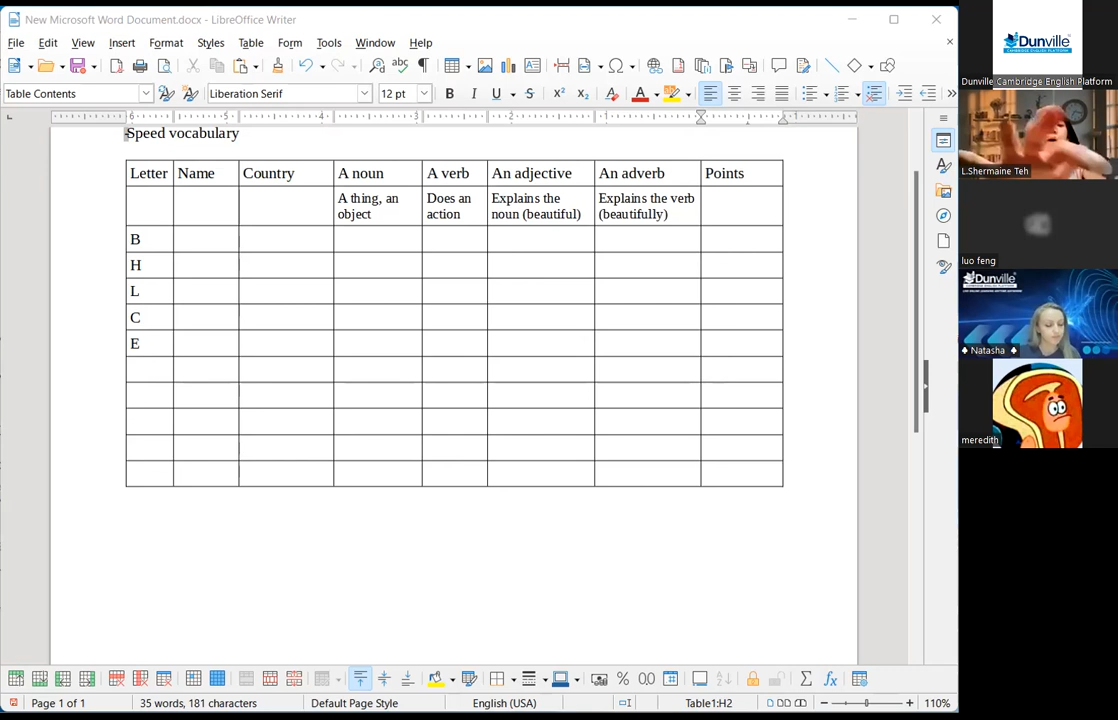 New Microsoft Word Document.docx - LibreOffice Writer
File Edit View Insert Format Styles Table Form Tools Window Help
Table Contents Liberation Serif 12 pt
Speed vocabulary
Letter Name Country A noun A verb An adjective An adverb Points
A thing, an object Does an action Explains the noun (beautiful) Explains the verb (beautifully)
B
H
L
C
E
Page 1 of 1 35 words, 181 characters Default Page Style English (USA) Table1:H2 110%
Dunville
CAMBRIDGE ENGLISH PLATFORM
Dunville Cambridge English Platform
L.Shermaine Teh
luo feng
Dunville
Natasha
meredith